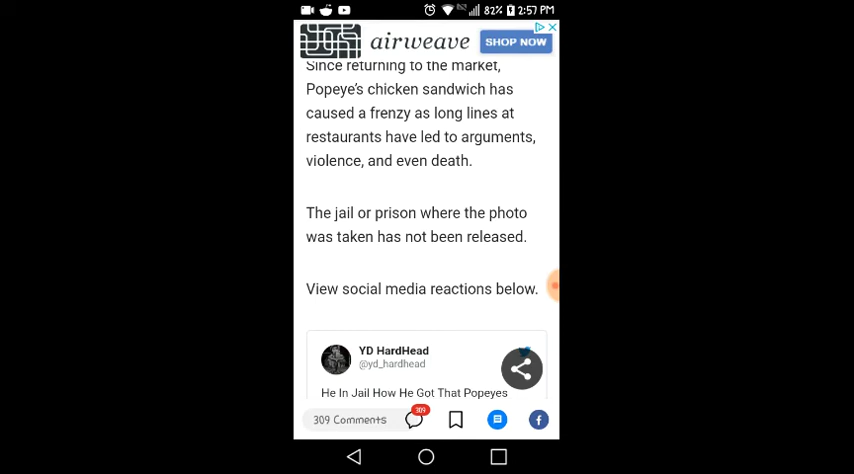 82% 2:57 PM
airweave
SHOP NOW
Since returning to the market,
Popeye's chicken sandwich has
caused a frenzy as long lines at
restaurants have led to arguments,
violence, and even death.
The jail or prison where the photo
was taken has not been released.
View social media reactions below.
YD HardHead
@yd_hardhead
He In Jail How He Got That Popeyes
309 Comments
309